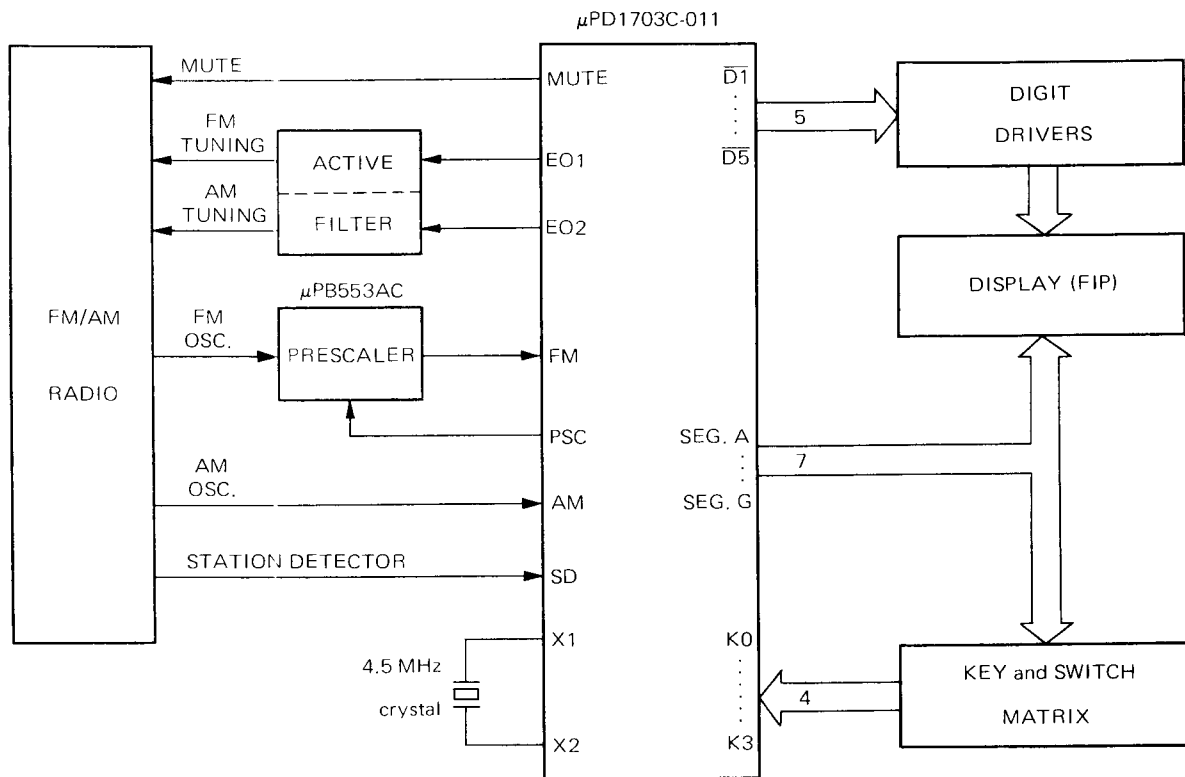 μPD1703C-011
FM/AM
RADIO
MUTE
FM
TUNING
AM
TUNING
ACTIVE
FILTER
FM
OSC.
μPB553AC
PRESCALER
AM
OSC.
STATION DETECTOR
4.5 MHz
crystal
MUTE
EO1
EO2
FM
PSC
AM
SD
X1
X2
D̅1̅
D̅5̅
SEG. A
SEG. G
K0
K3
5
7
4
DIGIT
DRIVERS
DISPLAY (FIP)
KEY and SWITCH
MATRIX